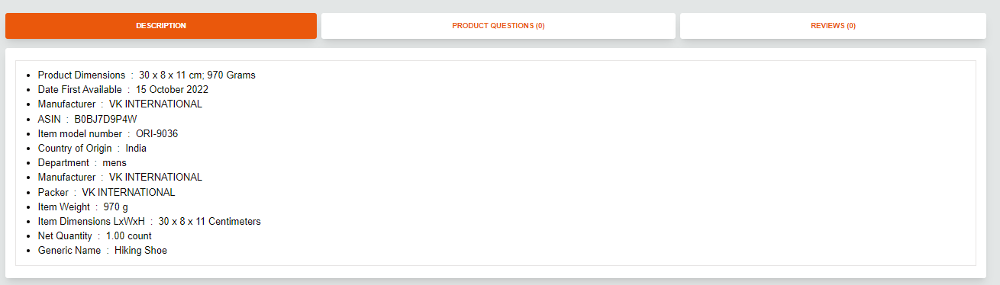 DESCRIPTION
PRODUCT QUESTIONS (0)
REVIEWS (0)
Product Dimensions : 30 x 8 x 11 cm; 970 Grams
Date First Available : 15 October 2022
Manufacturer : VK INTERNATIONAL
ASIN : B0BJ7D9P4W
Item model number : ORI-9036
Country of Origin : India
Department : mens
Manufacturer : VK INTERNATIONAL
Packer : VK INTERNATIONAL
Item Weight : 970 g
Item Dimensions LxWxH : 30 x 8 x 11 Centimeters
Net Quantity : 1.00 count
Generic Name : Hiking Shoe